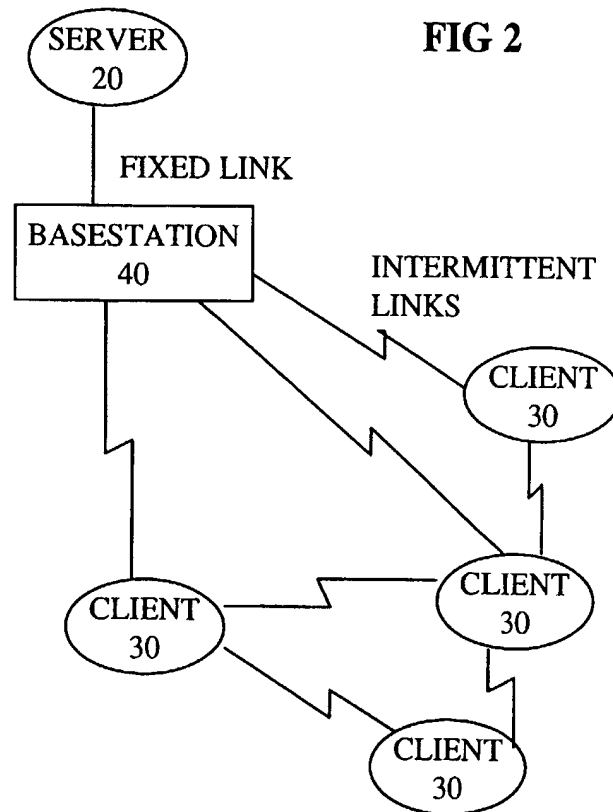 FIG 2
SERVER
20
FIXED LINK
BASESTATION
40
INTERMITTENT
LINKS
CLIENT
30
CLIENT
30
CLIENT
30
CLIENT
30